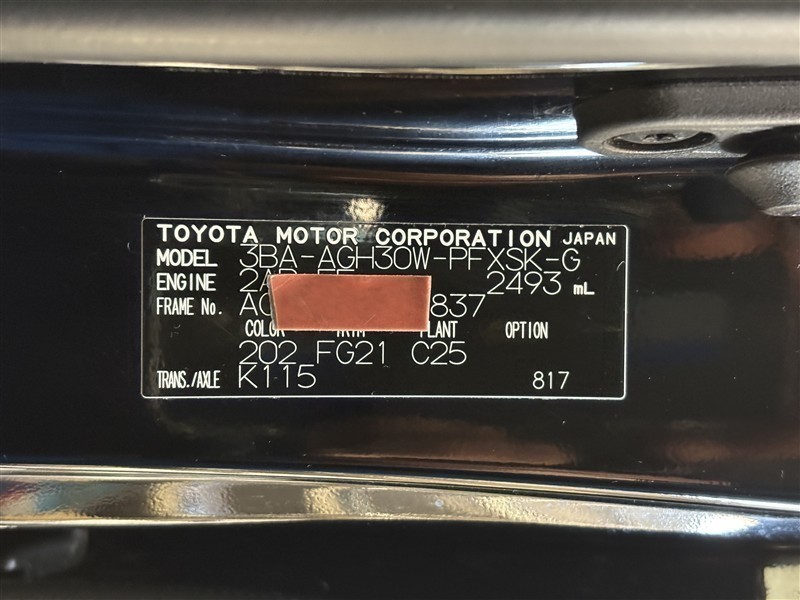 TOYOTA MOTOR CORPORATION JAPAN
MODEL 3BA-AGH30W-PFXSK-G
ENGINE 2493 mL
FRAME No. 837
COLOR TRIM PLANT OPTION
202 FG21 C25
TRANS./AXLE K115 817